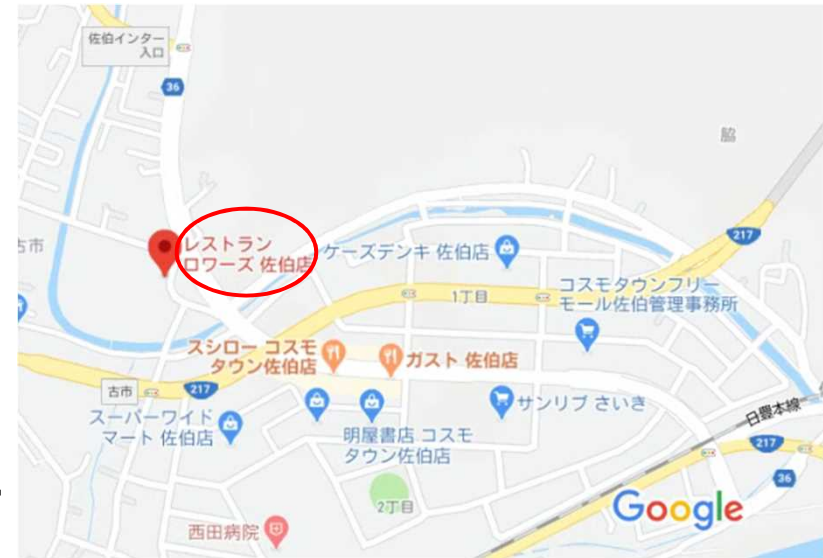 佐伯インター
入口
36
脇
レストラン
ロワーズ 佐伯店
古市
ケーズデンキ 佐伯店
217
コスモタウンフリー
モール佐伯管理事務所
1丁目
スシロー コスモ
タウン佐伯店
ガスト 佐伯店
古市
217
スーパーワイド
マート 佐伯店
明屋書店 コスモ
タウン佐伯店
サンリブ さいき
日豊本線
217
36
2丁目
西田病院
Google